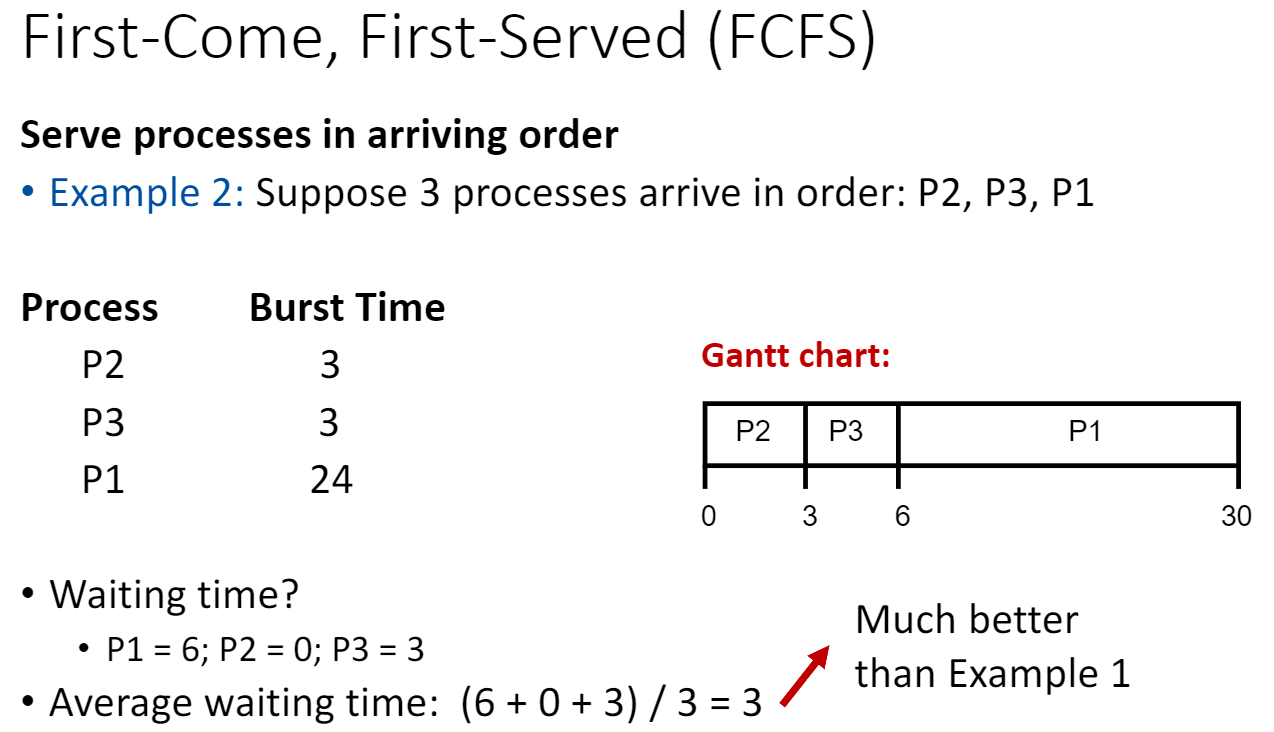 First-Come, First-Served (FCFS)
Serve processes in arriving order
• Example 2: Suppose 3 processes arrive in order: P2, P3, P1
Process Burst Time
P2 3
P3 3
P1 24
Gantt chart:
P2 P3 P1
0 3 6 30
• Waiting time?
• P1 = 6; P2 = 0; P3 = 3
• Average waiting time: (6 + 0 + 3) / 3 = 3
Much better
than Example 1